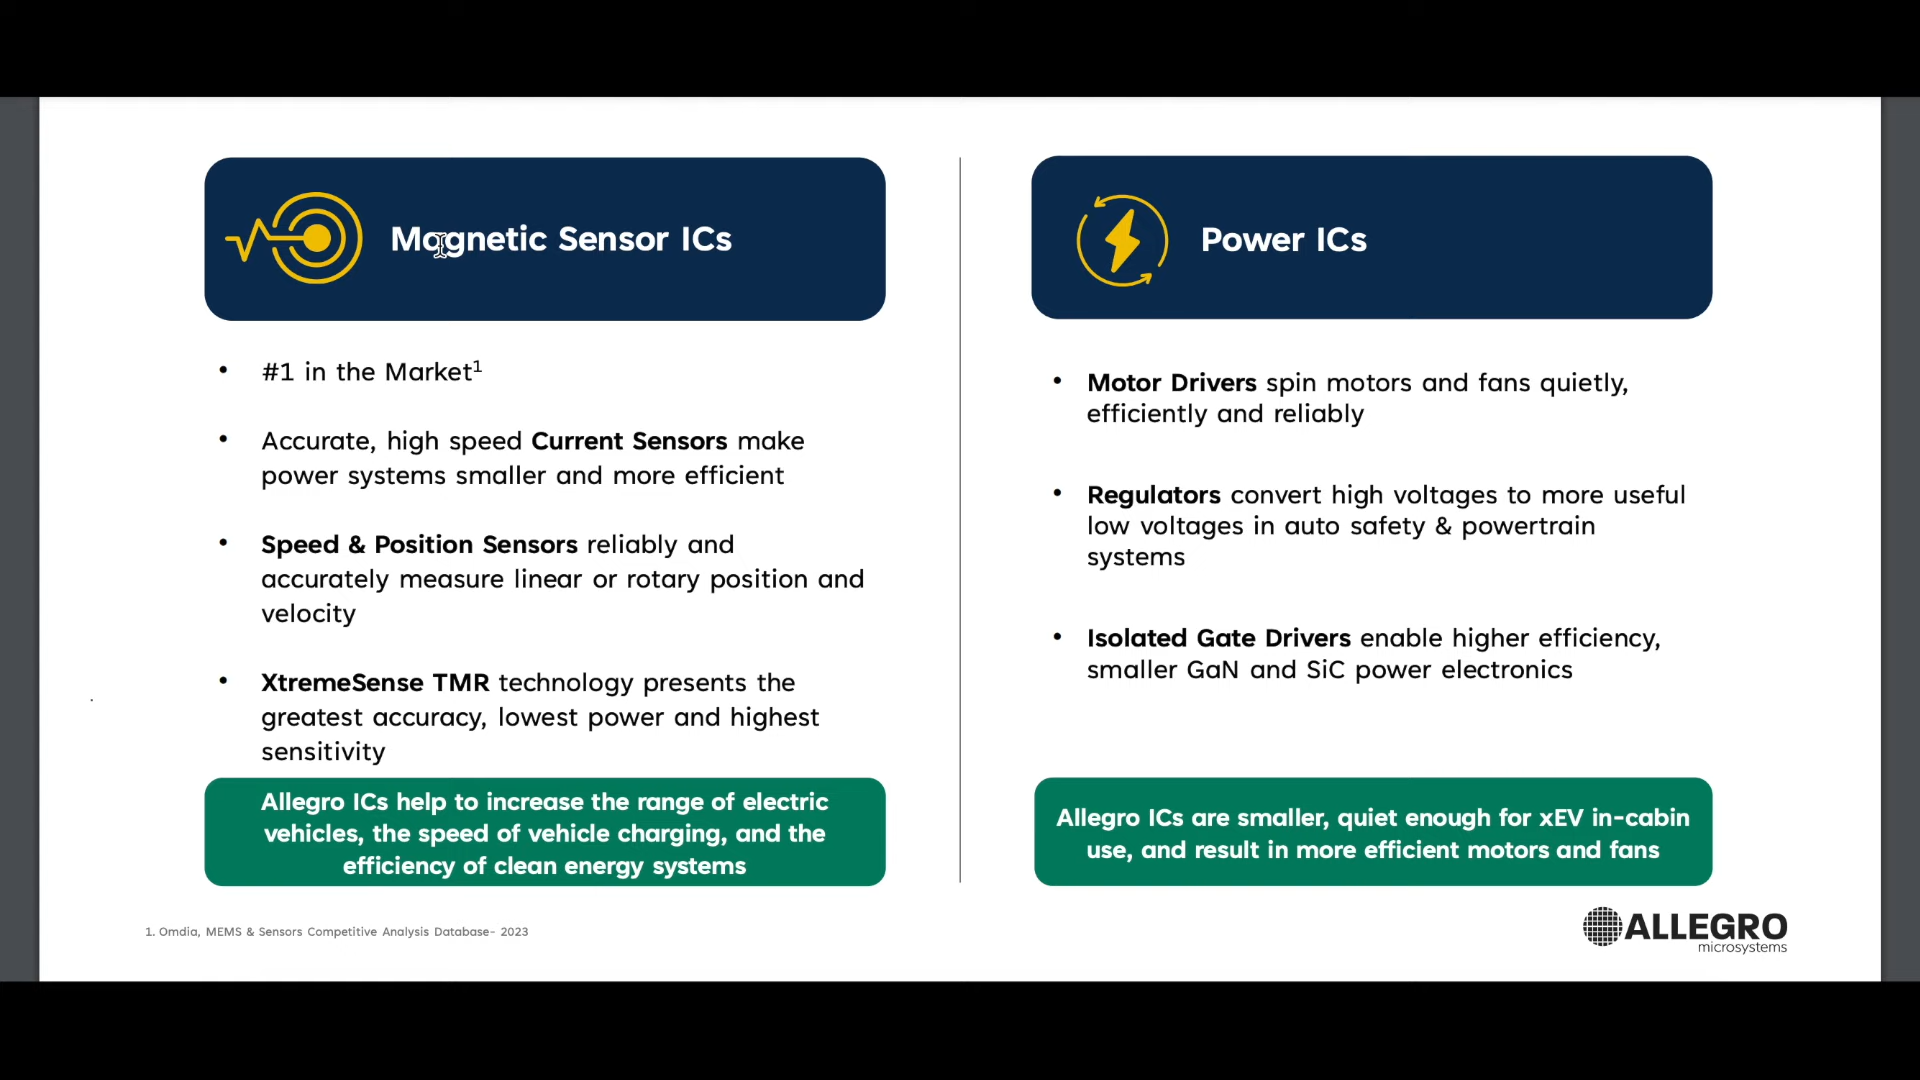 Magnetic Sensor ICs
• #1 in the Market¹
• Accurate, high speed Current Sensors make
power systems smaller and more efficient
• Speed & Position Sensors reliably and
accurately measure linear or rotary position and
velocity
• XtremeSense TMR technology presents the
greatest accuracy, lowest power and highest
sensitivity
Allegro ICs help to increase the range of electric
vehicles, the speed of vehicle charging, and the
efficiency of clean energy systems
Power ICs
• Motor Drivers spin motors and fans quietly,
efficiently and reliably
• Regulators convert high voltages to more useful
low voltages in auto safety & powertrain
systems
• Isolated Gate Drivers enable higher efficiency,
smaller GaN and SiC power electronics
Allegro ICs are smaller, quiet enough for xEV in-cabin
use, and result in more efficient motors and fans
1. Omdia, MEMS & Sensors Competitive Analysis Database- 2023
ALLEGRO
microsystems